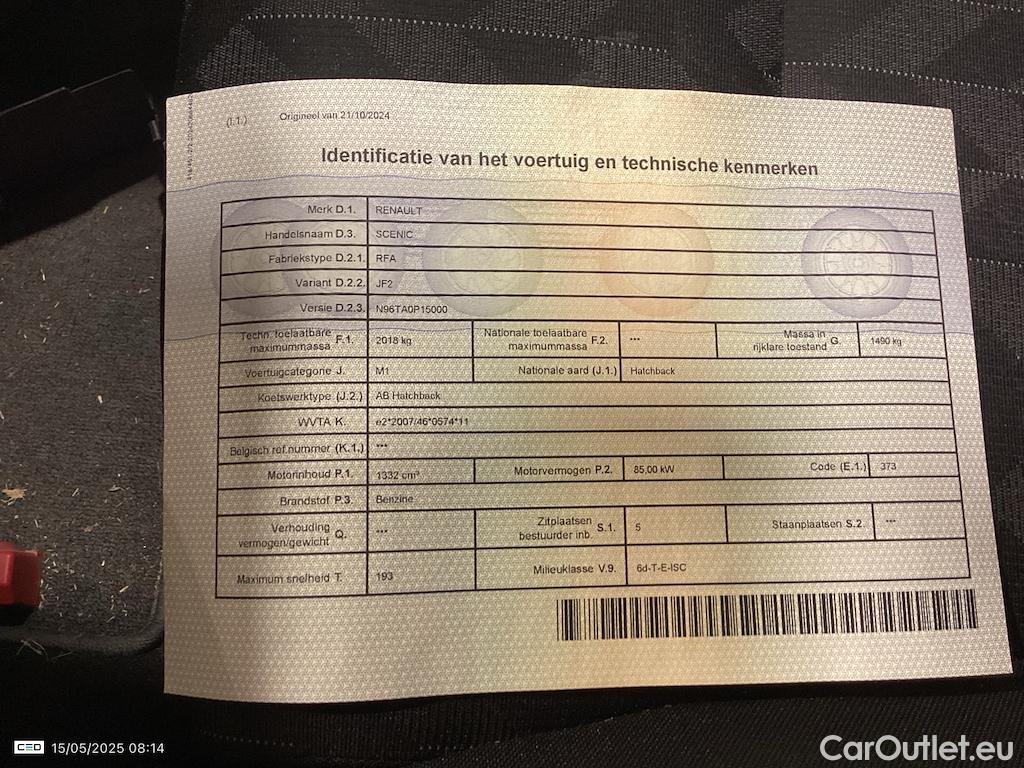 (I.1.) Origineel van 21/10/2024
Identificatie van het voertuig en technische kenmerken
Merk D.1. RENAULT
Handelsnaam D.3. SCENIC
Fabriekstype D.2.1. RFA
Variant D.2.2. JF2
Versie D.2.3. N96TA0P15000
Techn. toelaatbare maximummassa F.1. 2018 kg Nationale toelaatbare maximummassa F.2. *** Massa in rijklare toestand G. 1490 kg
Voertuigcategorie J. M1 Nationale aard (J.1.) Hatchback
Koetswerktype (J.2.) AB Hatchback
WVTA K. e2*2007/46*0574*11
Belgisch ref.nummer (K.1.) ***
Motorinhoud P.1. 1332 cm³ Motorvermogen P.2. 85,00 kW Code (E.1.) 373
Brandstof P.3. Benzine
Verhouding vermogen/gewicht Q. *** Zitplaatsen bestuurder inb. S.1. 5 Staanplaatsen S.2. ***
Maximum snelheid T. 193 Milieuklasse V.9. 6d-T-E-ISC
CEO 15/05/2025 08:14
CarOutlet.eu